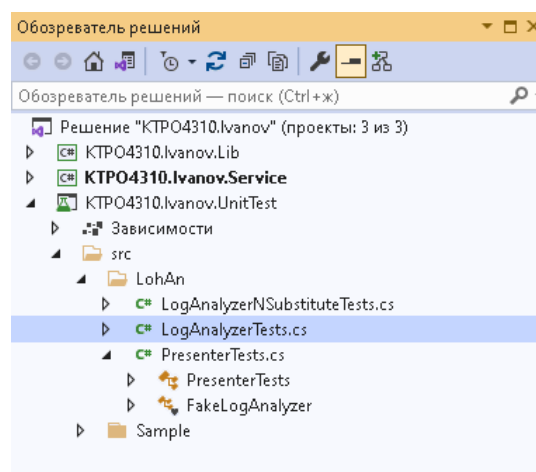 Обозреватель решений
Обозреватель решений — поиск (Ctrl+ж)
Решение "КТРО4310.Ivanov" (проекты: 3 из 3)
C# KTPO4310.Ivanov.Lib
C# KTPO4310.Ivanov.Service
KTPO4310.Ivanov.UnitTest
Зависимости
src
LohAn
C# LogAnalyzerNSubstituteTests.cs
C# LogAnalyzerTests.cs
C# PresenterTests.cs
PresenterTests
FakeLogAnalyzer
Sample